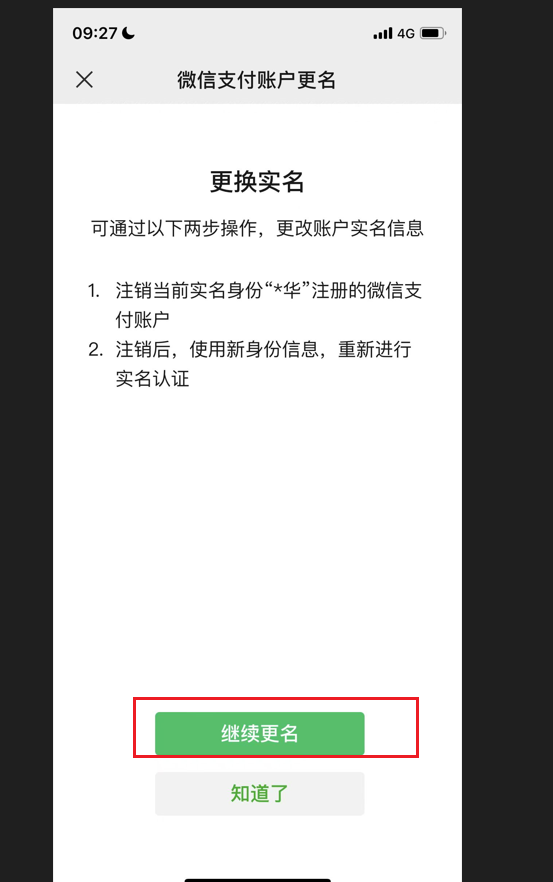 09:27
4G
微信支付账户更名
更换实名
可通过以下两步操作，更改账户实名信息
1. 注销当前实名身份“*华”注册的微信支
付账户
2. 注销后，使用新身份信息，重新进行
实名认证
继续更名
知道了